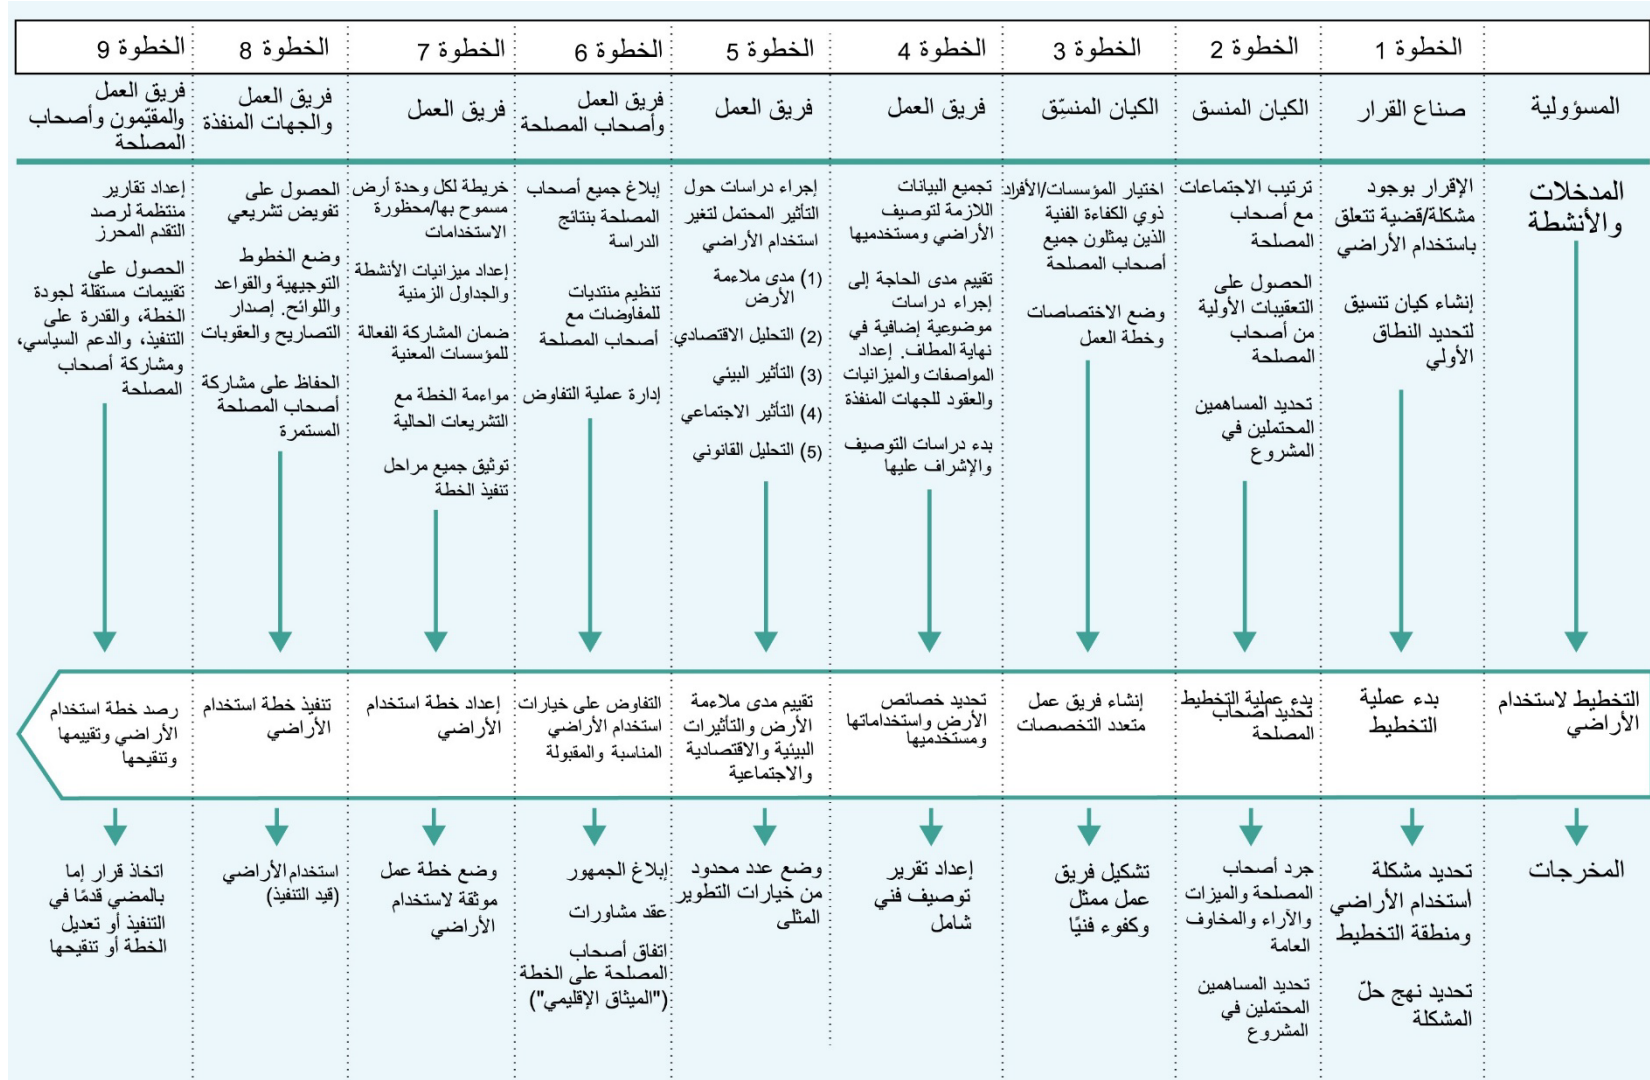 الخطوة 1
الخطوة 2
الخطوة 3
الخطوة 4
الخطوة 5
الخطوة 6
الخطوة 7
الخطوة 8
الخطوة 9
المسؤولية
صناع القرار
الكيان المنسق
الكيان المنسِّق
فريق العمل
فريق العمل
فريق العمل
وأصحاب المصلحة
فريق العمل
فريق العمل
والجهات المنفذة
فريق العمل
والمقيّمون وأصحاب
المصلحة
المدخلات
والأنشطة
الإقرار بوجود
مشكلة/قضية تتعلق
باستخدام الأراضي
إنشاء كيان تنسيق
لتحديد النطاق
الأولي
ترتيب الاجتماعات
مع أصحاب
المصلحة
الحصول على
التعقيبات الأولية
من أصحاب
المصلحة
تحديد المساهمين
المحتملين في
المشروع
اختيار المؤسسات/الأفراد
ذوي الكفاءة الفنية
الذين يمثلون جميع
أصحاب المصلحة
وضع الاختصاصات
وخطة العمل
تجميع البيانات
اللازمة لتوصيف
الأراضي ومستخدميها
تقييم مدى الحاجة إلى
إجراء دراسات
موضوعية إضافية في
نهاية المطاف. إعداد
المواصفات والميزانيات
والعقود للجهات المنفذة
بدء دراسات التوصيف
والإشراف عليها
إجراء دراسات حول
التأثير المحتمل لتغير
استخدام الأراضي
(1) مدى ملاءمة
الأرض
(2) التحليل الاقتصادي
(3) التأثير البيئي
(4) التأثير الاجتماعي
(5) التحليل القانوني
إبلاغ جميع أصحاب
المصلحة بنتائج
الدراسة
تنظيم منتديات
للمفاوضات مع
أصحاب المصلحة
إدارة عملية التفاوض
خريطة لكل وحدة أرض
مسموح بها/محظورة
الاستخدامات
إعداد ميزانيات الأنشطة
والجداول الزمنية
ضمان المشاركة الفعالة
للمؤسسات المعنية
مواءمة الخطة مع
التشريعات الحالية
توثيق جميع مراحل
تنفيذ الخطة
الحصول على
تفويض تشريعي
وضع الخطوط
التوجيهية والقواعد
واللوائح. إصدار
التصاريح والعقوبات
الحفاظ على مشاركة
أصحاب المصلحة
المستمرة
إعداد تقارير
منتظمة لرصد
التقدم المحرز
الحصول على
تقييمات مستقلة لجودة
الخطة، والقدرة على
التنفيذ، والدعم السياسي،
ومشاركة أصحاب
المصلحة
التخطيط لاستخدام
الأراضي
بدء عملية
التخطيط
بدء عملية التخطيط
تحديد أصحاب
المصلحة
إنشاء فريق عمل
متعدد التخصصات
تحديد خصائص
الأرض واستخداماتها
ومستخدميها
تقييم مدى ملاءمة
الأرض والتأثيرات
البيئية والاقتصادية
والاجتماعية
التفاوض على خيارات
استخدام الأراضي
المناسبة والمقبولة
إعداد خطة استخدام
الأراضي
تنفيذ خطة استخدام
الأراضي
رصد خطة استخدام
الأراضي وتقييمها
وتنقيحها
المخرجات
تحديد مشكلة
أستخدام الأراضي
ومنطقة التخطيط
تحديد نهج حلّ
المشكلة
جرد أصحاب
المصلحة والميزات
والآراء والمخاوف
العامة
تحديد المساهمين
المحتملين في
المشروع
تشكيل فريق
عمل ممثل
وكفوء فنيًا
إعداد تقرير
توصيف فني
شامل
وضع عدد محدود
من خيارات التطوير
المثلى
إبلاغ الجمهور
عقد مشاورات
اتفاق أصحاب
المصلحة على الخطة
("الميثاق الإقليمي")
وضع خطة عمل
موثقة لاستخدام
الأراضي
استخدام الأراضي
(قيد التنفيذ)
اتخاذ قرار إما
بالمضي قدمًا في
التنفيذ أو تعديل
الخطة أو تنقيحها